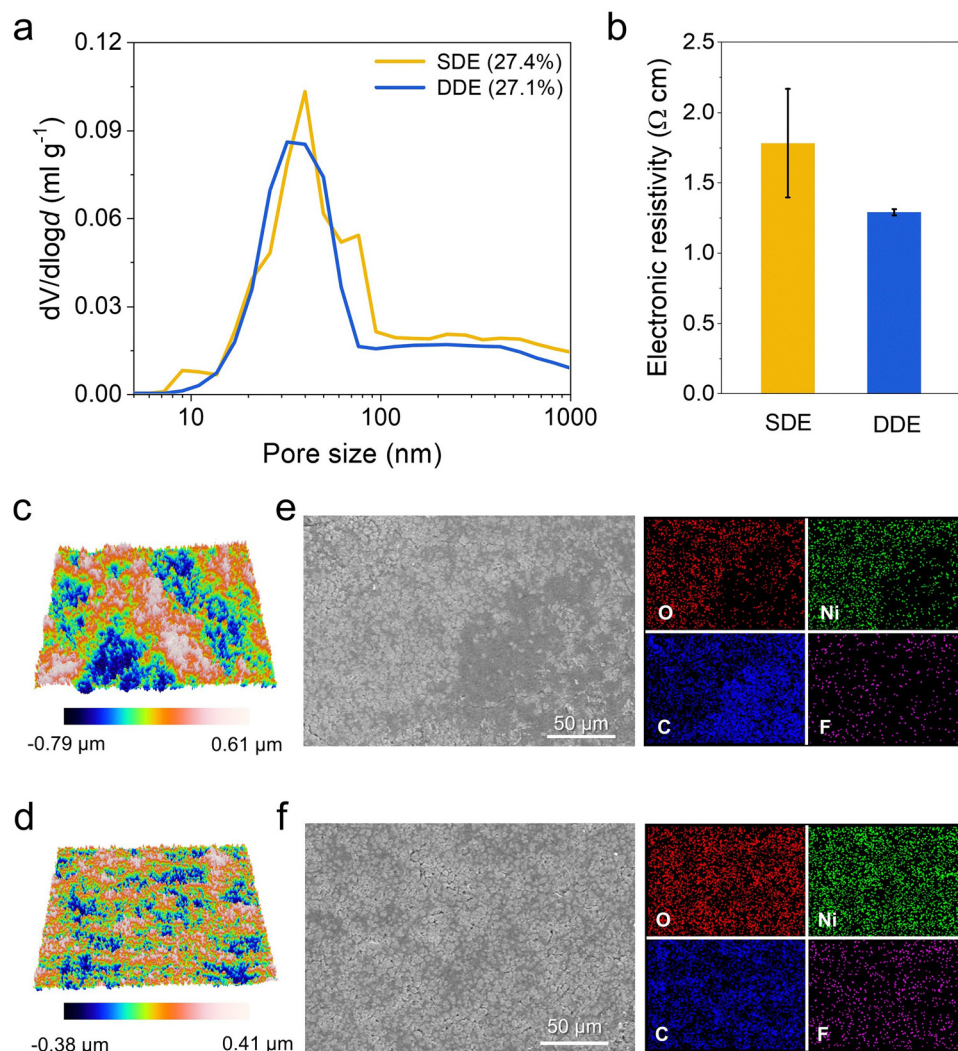 a
0.12
0.09
0.06
0.03
0.00
dV/dlogd (ml g⁻¹)
SDE (27.4%)
DDE (27.1%)
10
100
1000
Pore size (nm)
b
2.5
2.0
1.5
1.0
0.5
0.0
Electronic resistivity (Ω cm)
SDE
DDE
c
-0.79 µm
0.61 µm
e
50 µm
O
Ni
C
F
d
-0.38 µm
0.41 µm
f
50 µm
O
Ni
C
F